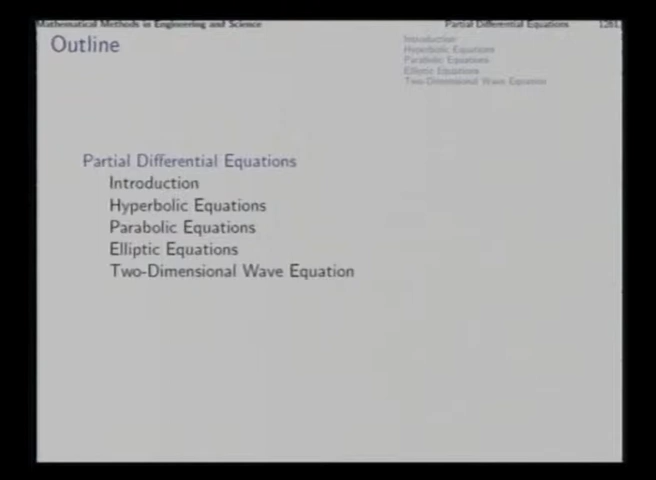 Mathematical Methods in Engineering and Science
Partial Differential Equations
Outline
Introduction
Hyperbolic Equations
Parabolic Equations
Elliptic Equations
Two-Dimensional Wave Equation
Partial Differential Equations
Introduction
Hyperbolic Equations
Parabolic Equations
Elliptic Equations
Two-Dimensional Wave Equation